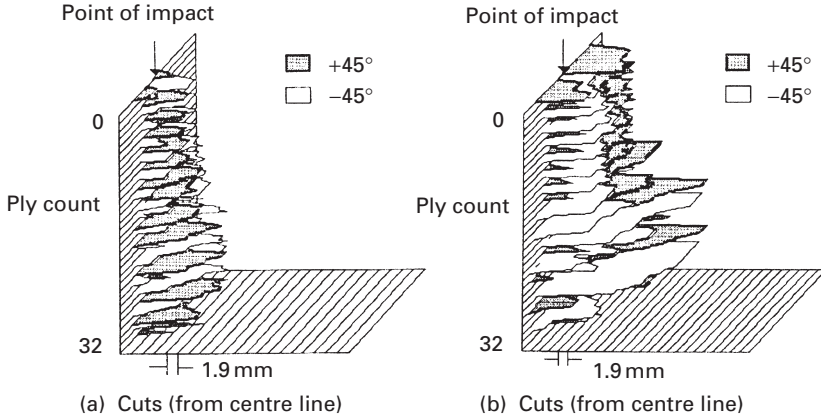 Point of impact
+45°
−45°
0
Ply count
32
1.9 mm
(a) Cuts (from centre line)
Point of impact
+45°
−45°
0
Ply count
32
1.9 mm
(b) Cuts (from centre line)